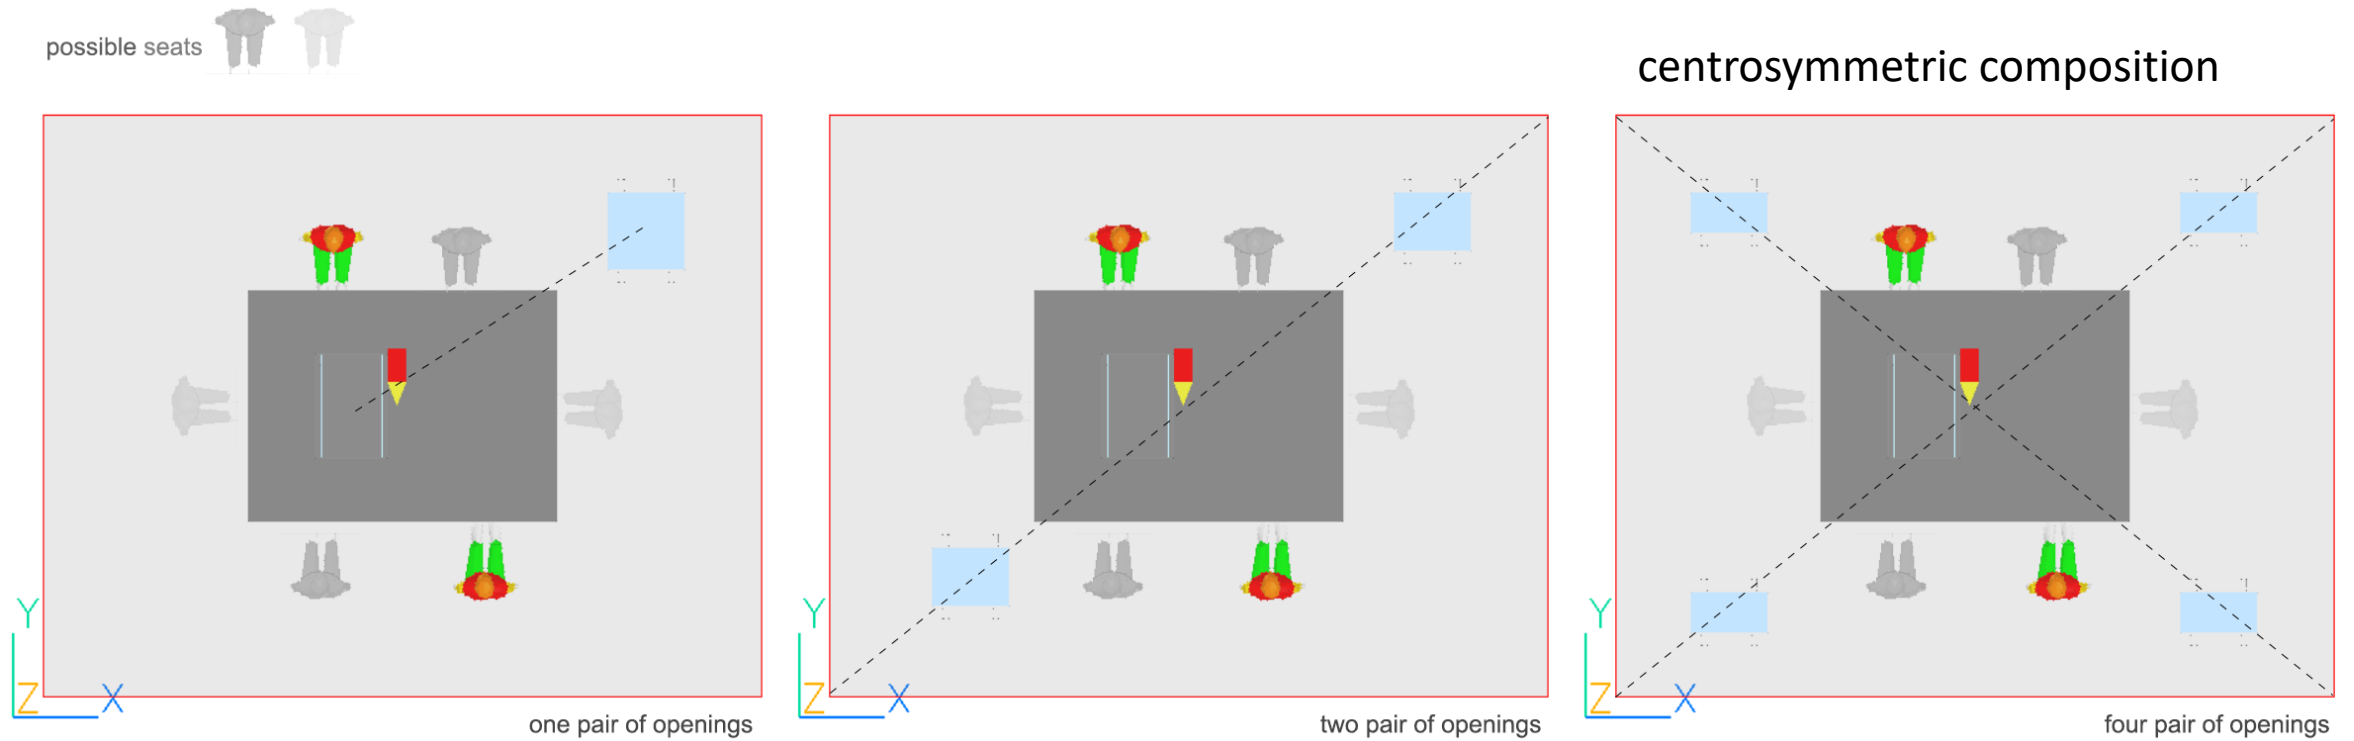 possible seats
centrosymmetric composition
Y
Z X
one pair of openings
Y
Z X
two pair of openings
Y
Z X
four pair of openings